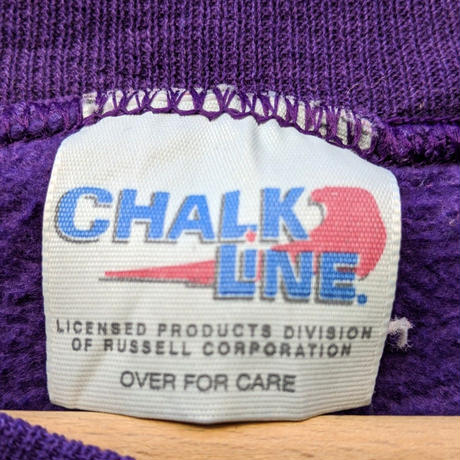 CHALK
LINE.
LICENSED PRODUCTS DIVISION
OF RUSSELL CORPORATION
OVER FOR CARE